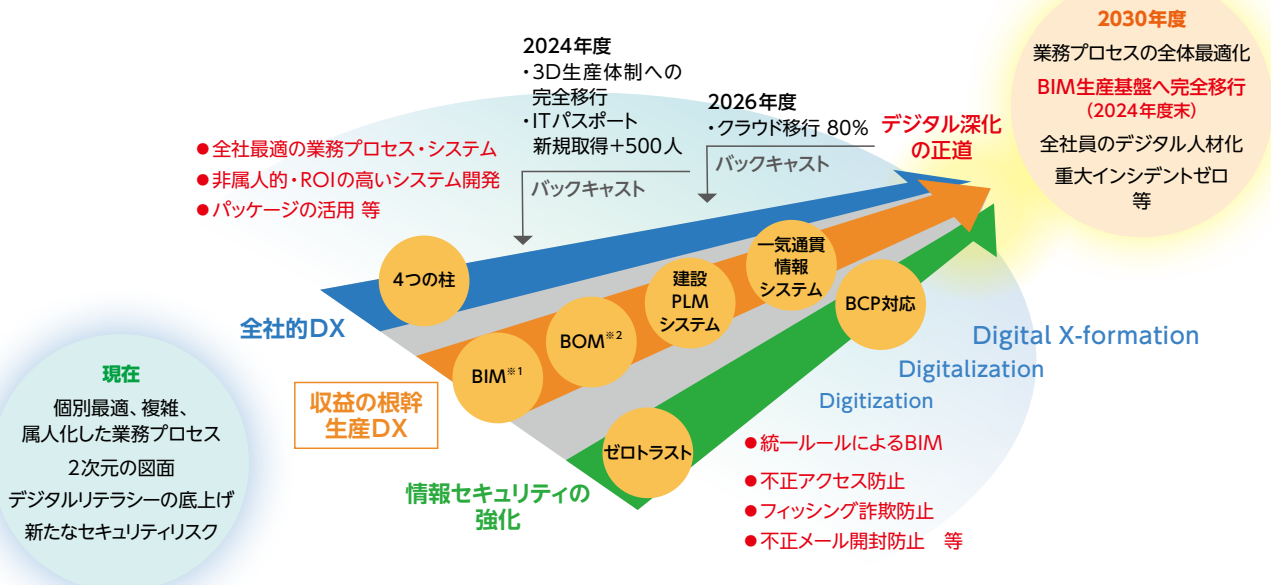 2030年度
業務プロセスの全体最適化
BIM生産基盤へ完全移行
(2024年度末)
全社員のデジタル人材化
重大インシデントゼロ
等
2024年度
・3D生産体制への
完全移行
・ITパスポート
新規取得+500人
2026年度
・クラウド移行 80%
デジタル深化
の正道
バックキャスト
バックキャスト
●全社最適の業務プロセス・システム
●非属人的・ROIの高いシステム開発
●パッケージの活用 等
4つの柱
一気通貫
情報
システム
建設
PLM
システム
BCP対応
BOM※2
BIM※1
ゼロトラスト
全社的DX
収益の根幹
生産DX
情報セキュリティの
強化
Digital X-formation
Digitalization
Digitization
●統一ルールによるBIM
●不正アクセス防止
●フィッシング詐欺防止
●不正メール開封防止 等
現在
個別最適、複雑、
属人化した業務プロセス
2次元の図面
デジタルリテラシーの底上げ
新たなセキュリティリスク